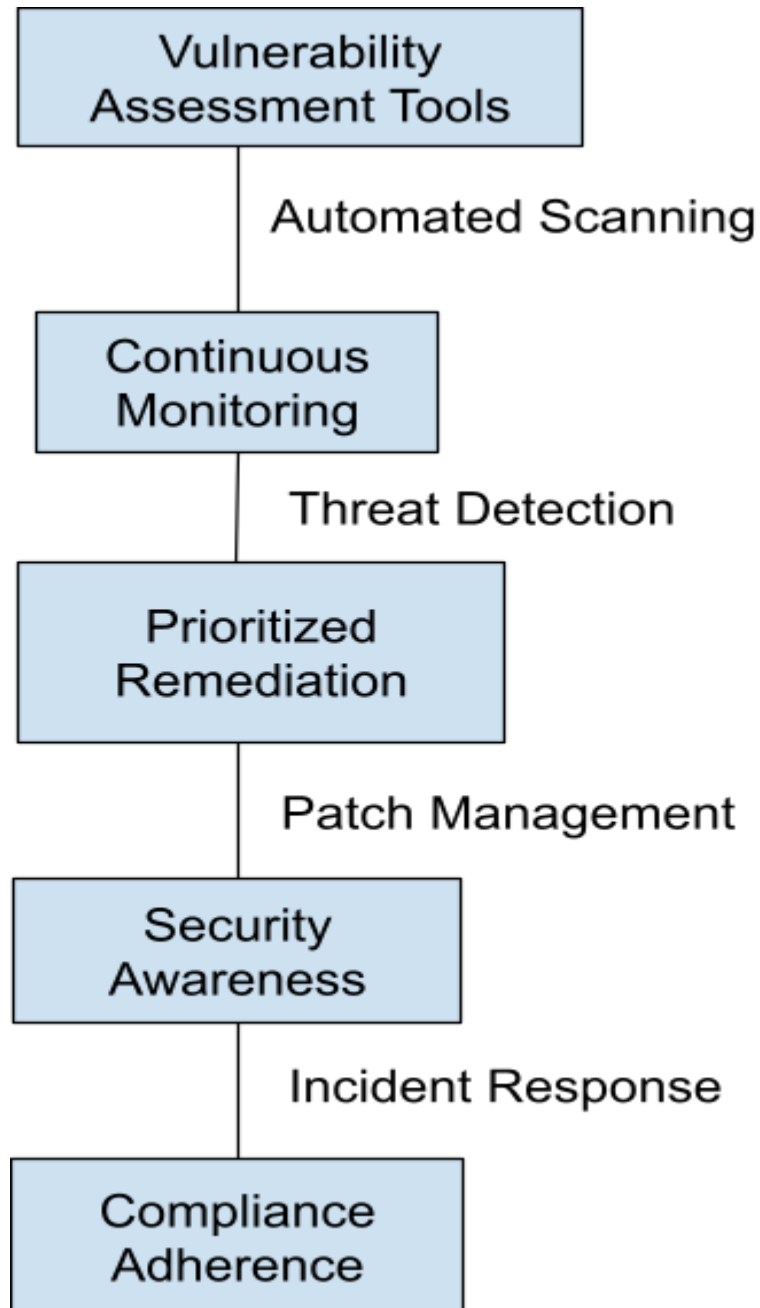 Vulnerability
Assessment Tools
Automated Scanning
Continuous
Monitoring
Threat Detection
Prioritized
Remediation
Patch Management
Security
Awareness
Incident Response
Compliance
Adherence